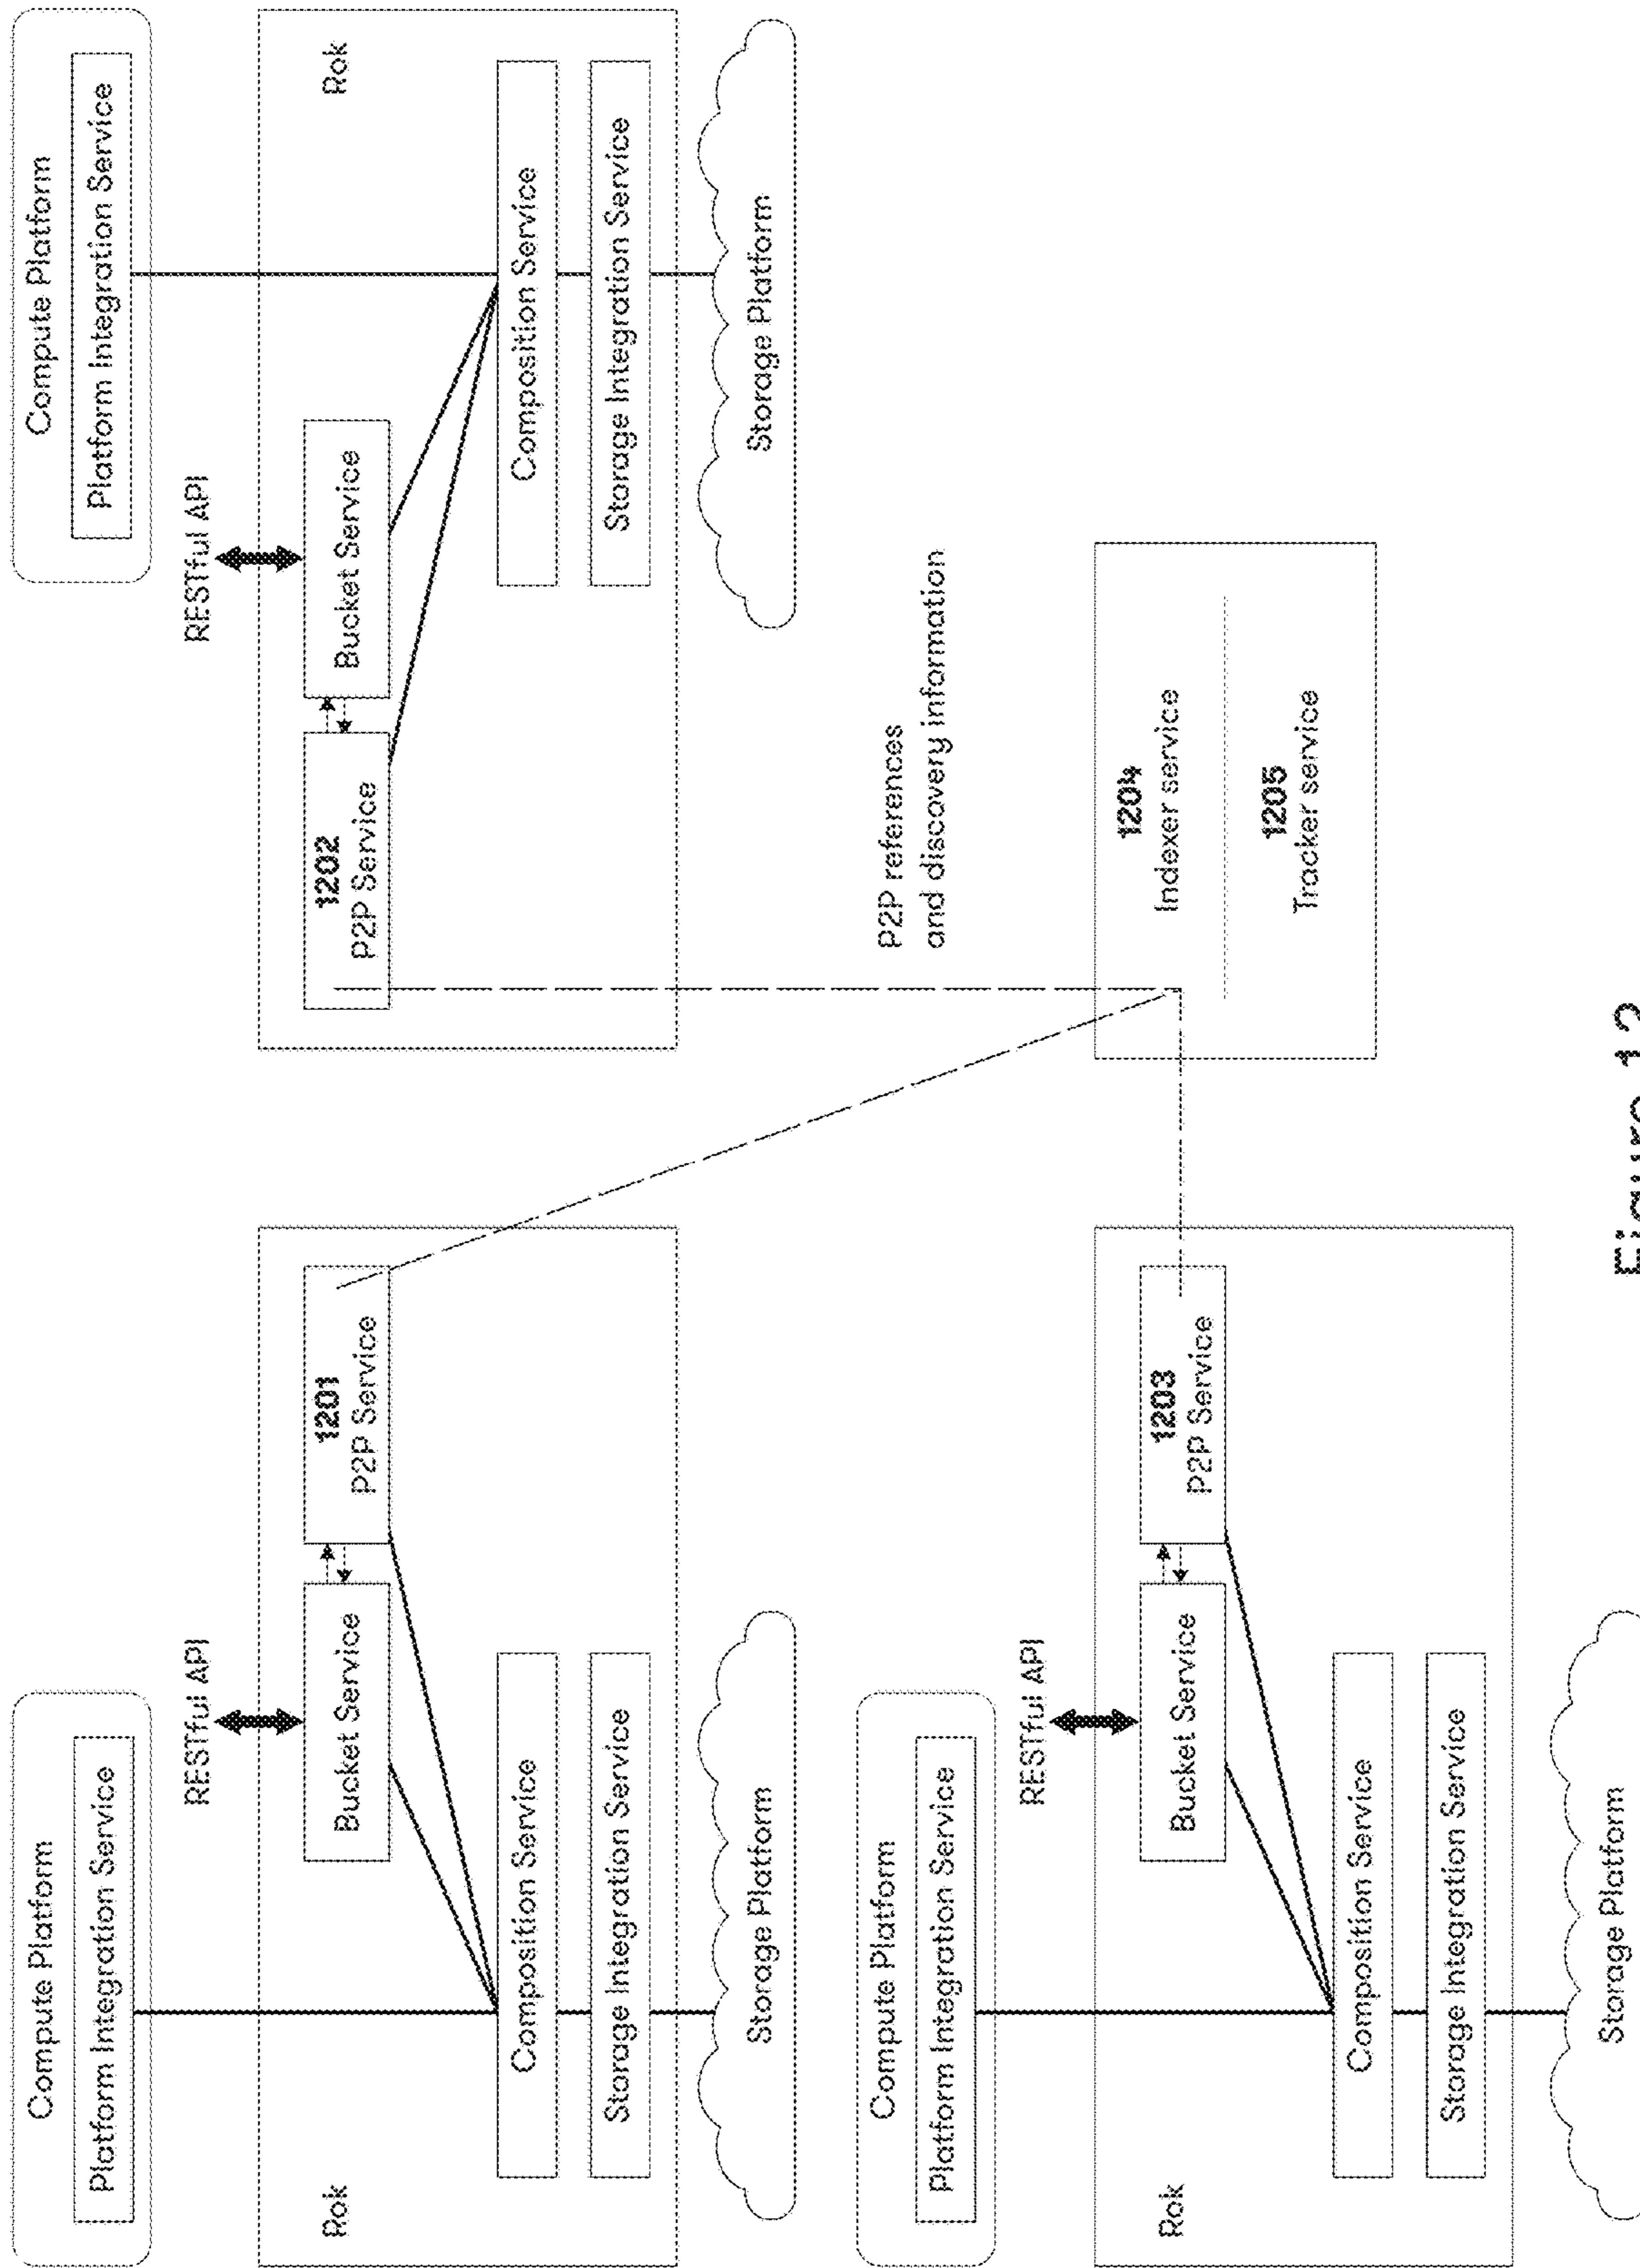 Compute Platform
Platform Integration Service
RESTful API
Rok
Bucket Service
1201
P2P Service
Composition Service
Storage Integration Service
Storage Platform
Compute Platform
Platform Integration Service
RESTful API
Rok
1202
P2P Service
Bucket Service
Composition Service
Storage Integration Service
Storage Platform
P2P references
and discovery information
Compute Platform
Platform Integration Service
RESTful API
Rok
Bucket Service
1203
P2P Service
Composition Service
Storage Integration Service
Storage Platform
1204
Indexer service
1205
Tracker service
Figure 12